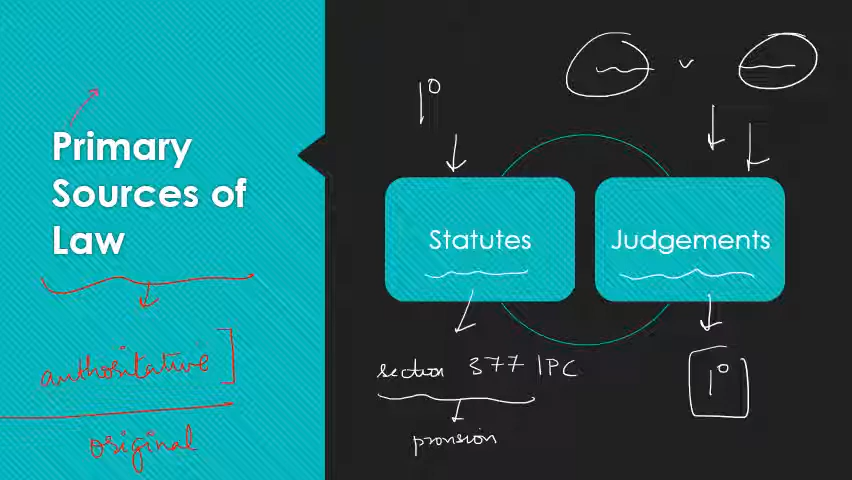 Primary
Sources of
Law
authoritative
original
1°
v
Statutes
Judgements
section 377 IPC
provision
1°